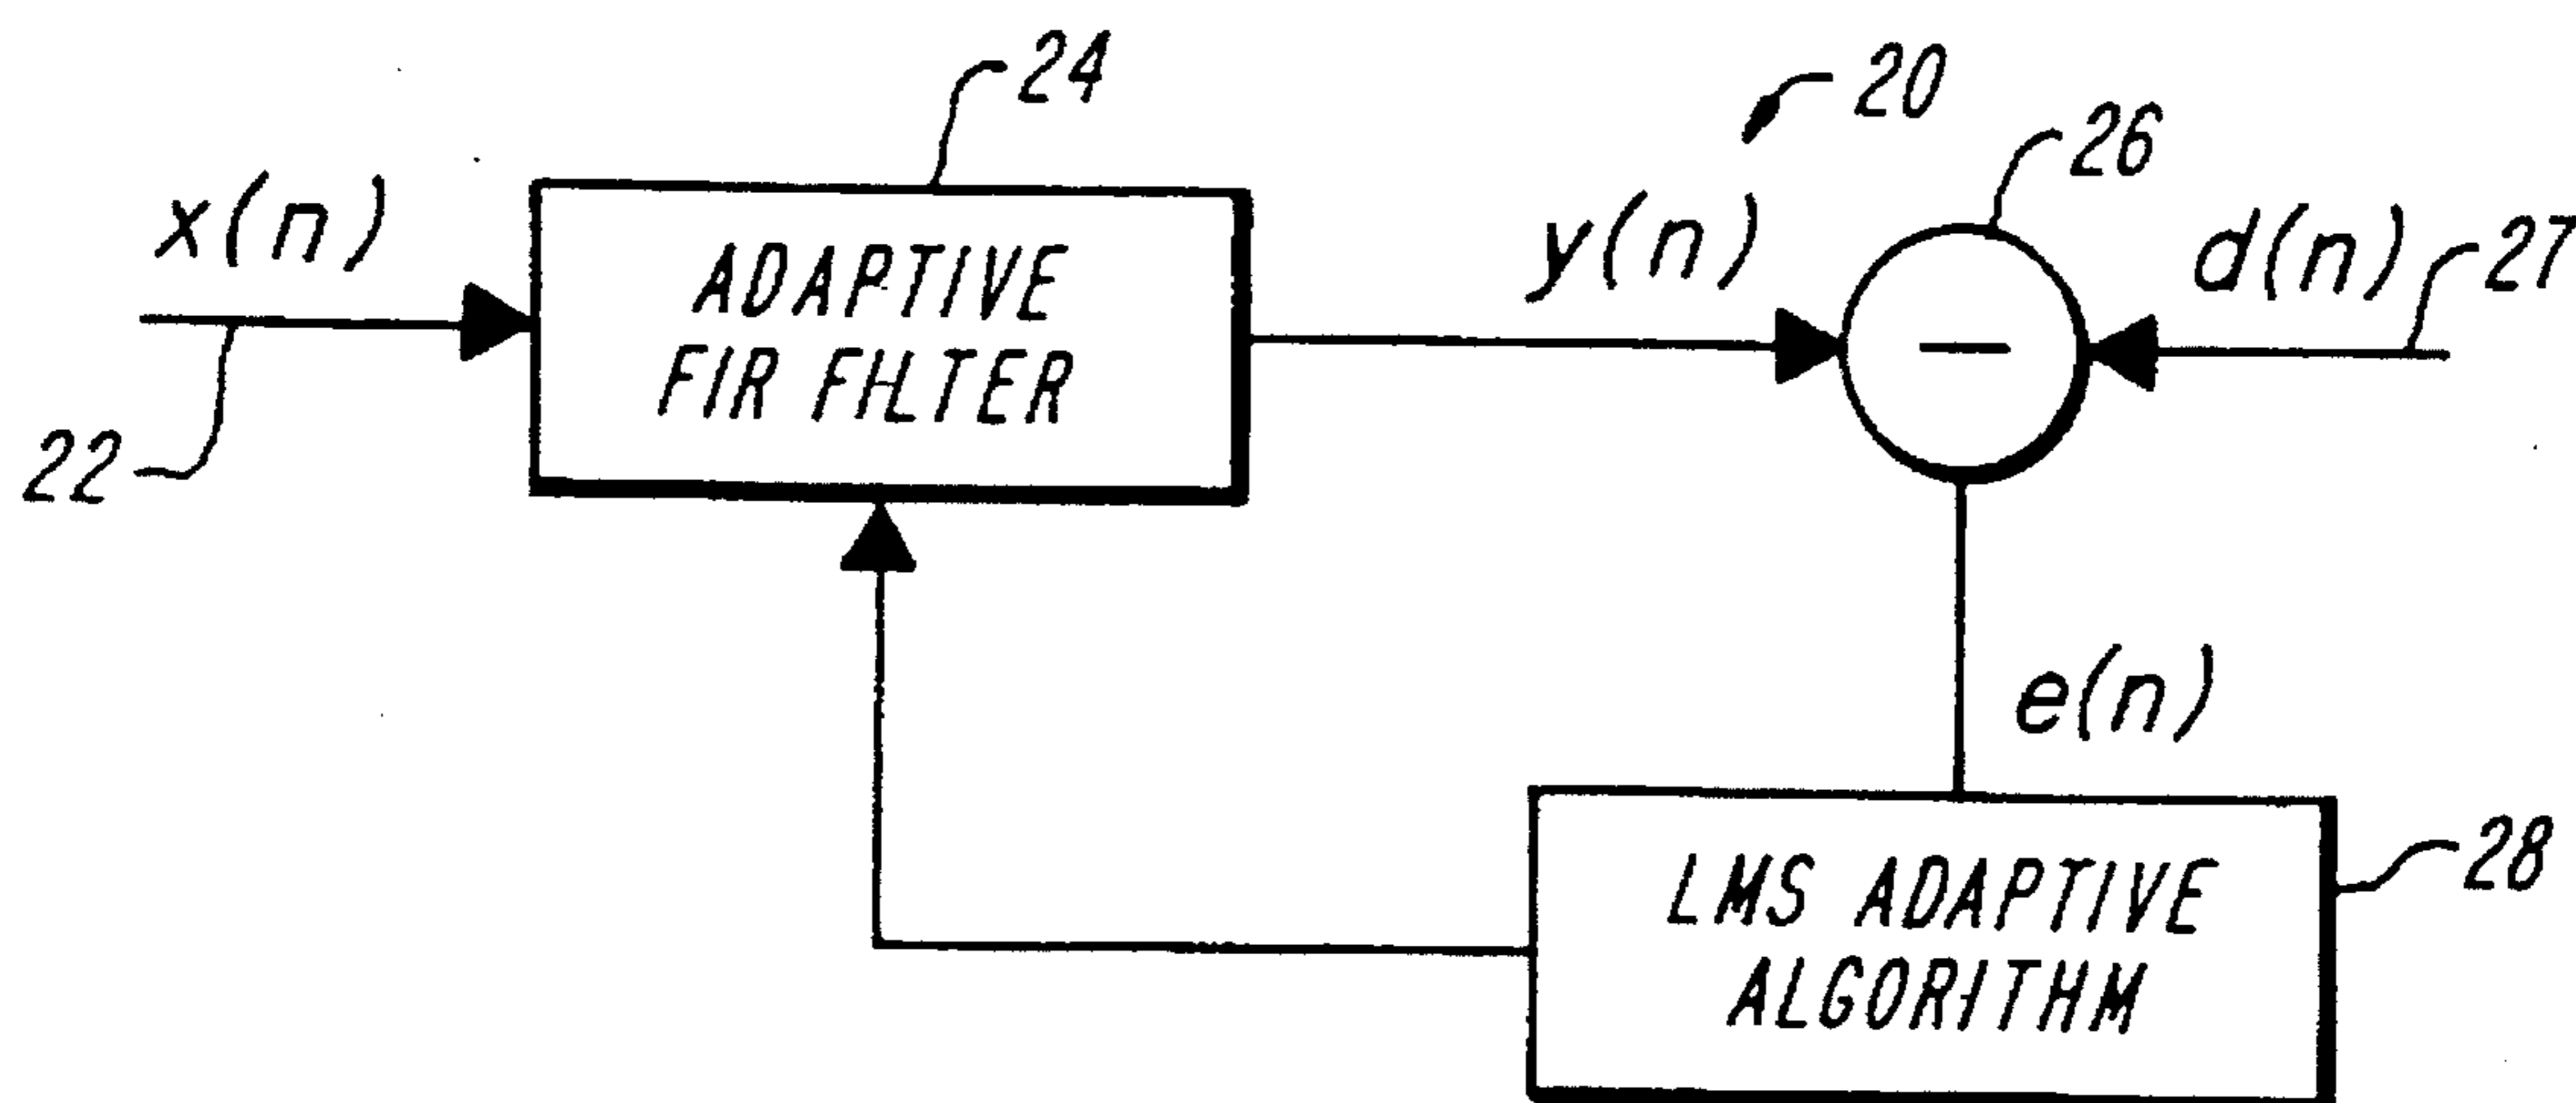 24
20
26
x(n)
y(n)
d(n)
27
ADAPTIVE
FIR FILTER
—
22
e(n)
LMS ADAPTIVE
ALGORITHM
28